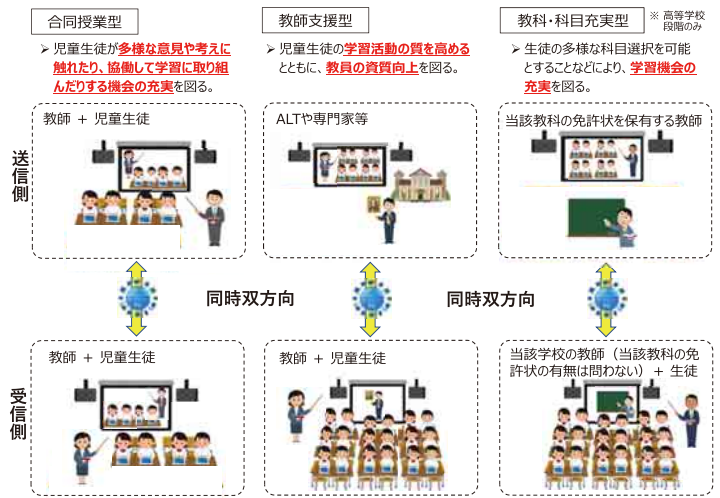 合同授業型
➢ 児童生徒が多様な意見や考えに
触れたり、協働して学習に取り組
んだりする機会の充実を図る。
教師支援型
➢ 児童生徒の学習活動の質を高める
とともに、教員の資質向上を図る。
教科・科目充実型
※ 高等学校
段階のみ
➢ 生徒の多様な科目選択を可能
とすることなどにより、学習機会の
充実を図る。
送信側
教師 + 児童生徒
ALTや専門家等
当該教科の免許状を保有する教師
同時双方向
同時双方向
受信側
教師 + 児童生徒
教師 + 児童生徒
当該学校の教師（当該教科の免
許状の有無は問わない）+ 生徒